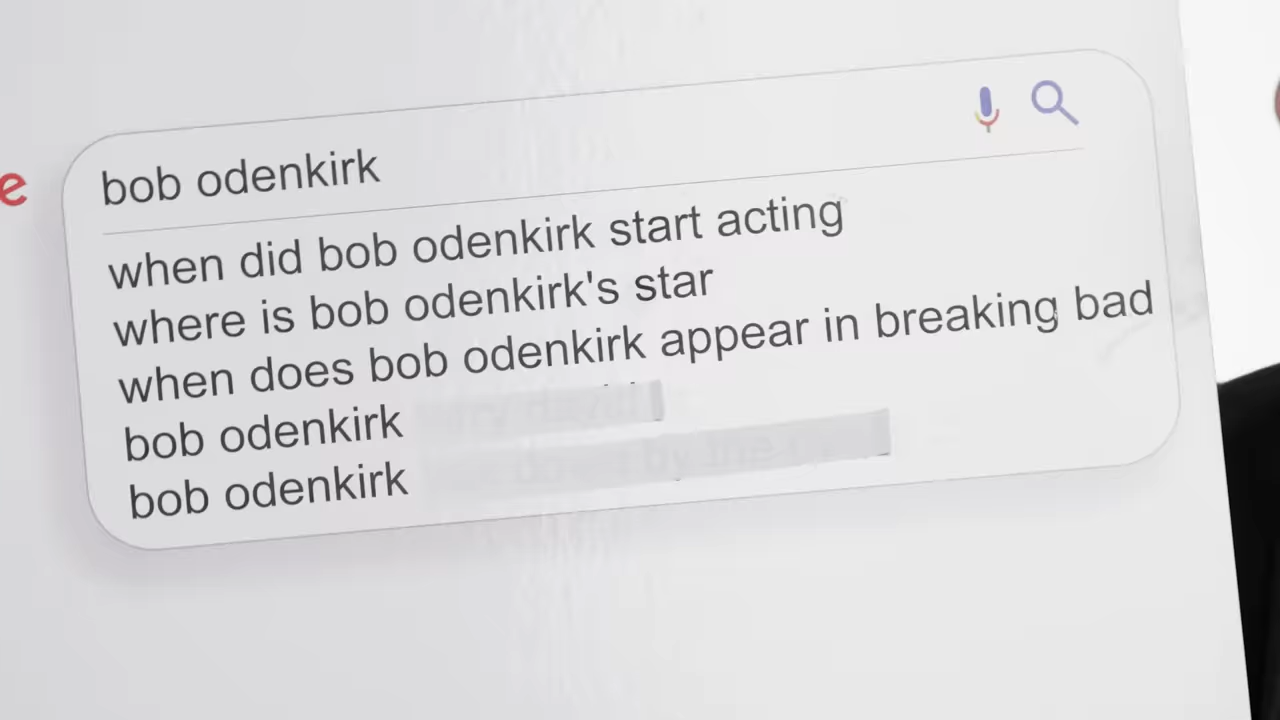 e
bob odenkirk
when did bob odenkirk start acting
where is bob odenkirk's star
when does bob odenkirk appear in breaking bad
bob odenkirk
bob odenkirk